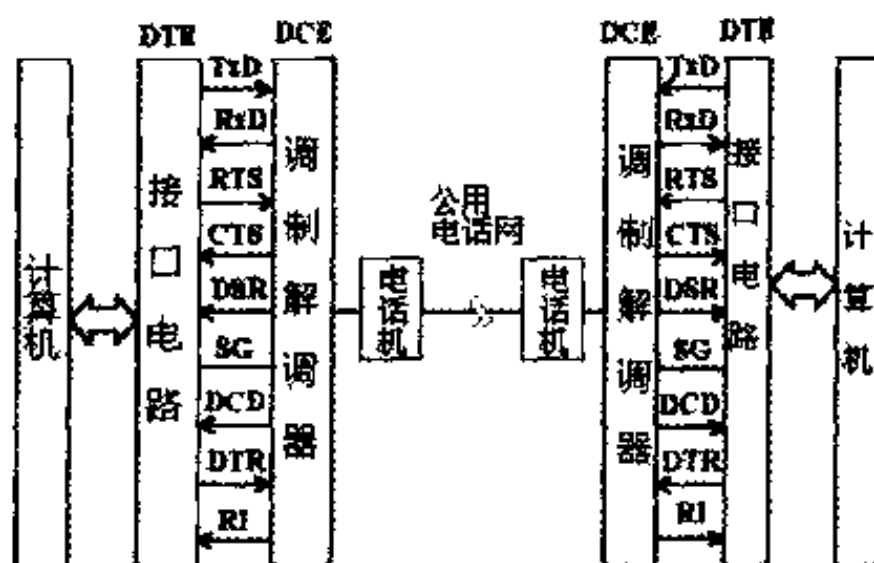 DTE
DCE
DCE
DTE
计算机
接口电路
TxD
RxD
RTS
CTS
DSR
SG
DCD
DTR
RI
调制解调器
电话机
公用
电话网
电话机
调制解调器
TxD
RxD
RTS
CTS
DSR
SG
DCD
DTR
RI
接口电路
计算机